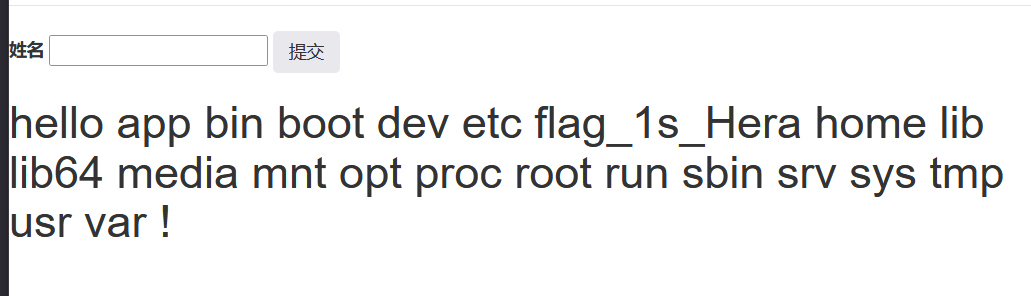 姓名 提交
hello app bin boot dev etc flag_1s_Hera home lib
lib64 media mnt opt proc root run sbin srv sys tmp
usr var !